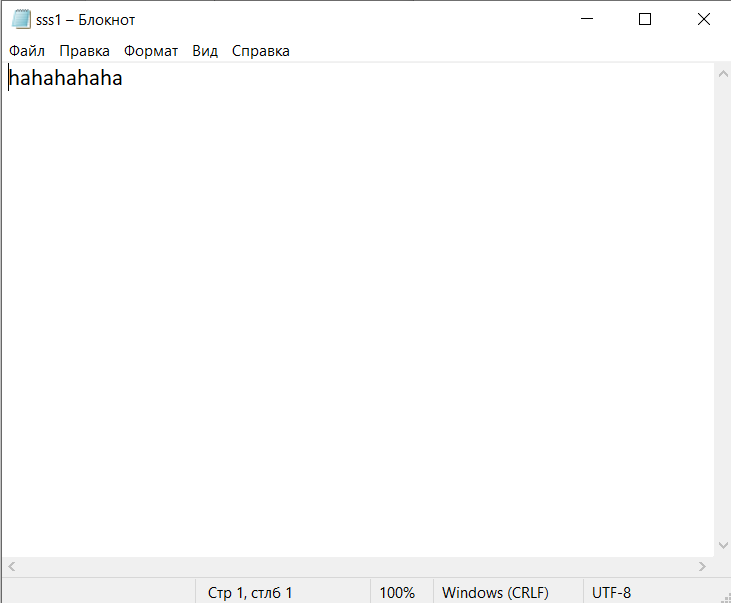 sss1 – Блокнот
Файл Правка Формат Вид Справка
hahahahaha
Стр 1, стлб 1 100% Windows (CRLF) UTF-8